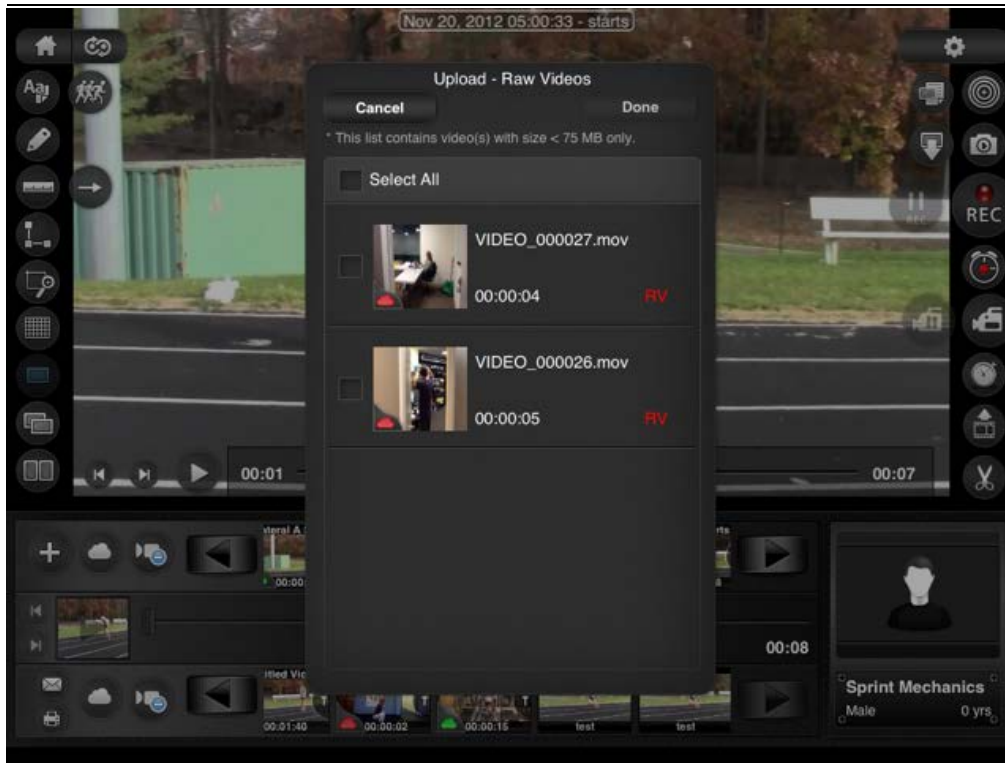 Nov 20, 2012 05:00:33 - starts
Upload - Raw Videos
Cancel
Done
* This list contains video(s) with size < 75 MB only.
Select All
VIDEO_000027.mov
00:00:04
RV
VIDEO_000026.mov
00:00:05
RV
REC
REC
00:01
00:07
00:00
00:08
00:01:40
00:00:02
00:00:15
test
test
Sprint Mechanics
Male
0 yrs